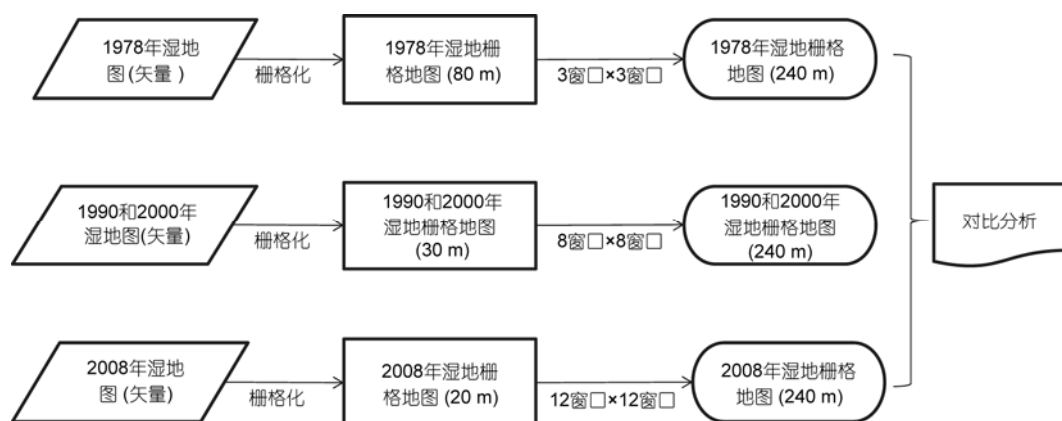 1978年湿地
图 (矢量 )
栅格化
1978年湿地栅
格地图 (80 m)
3窗口×3窗口
1978年湿地栅格
地图 (240 m)
1990和2000年
湿地图(矢量)
栅格化
1990和2000年
湿地栅格地图
(30 m)
8窗口×8窗口
1990和2000年
湿地栅格地图
(240 m)
对比分析
2008年湿地
图 (矢量)
栅格化
2008年湿地栅
格地图 (20 m)
12窗口×12窗口
2008年湿地栅格
地图 (240 m)